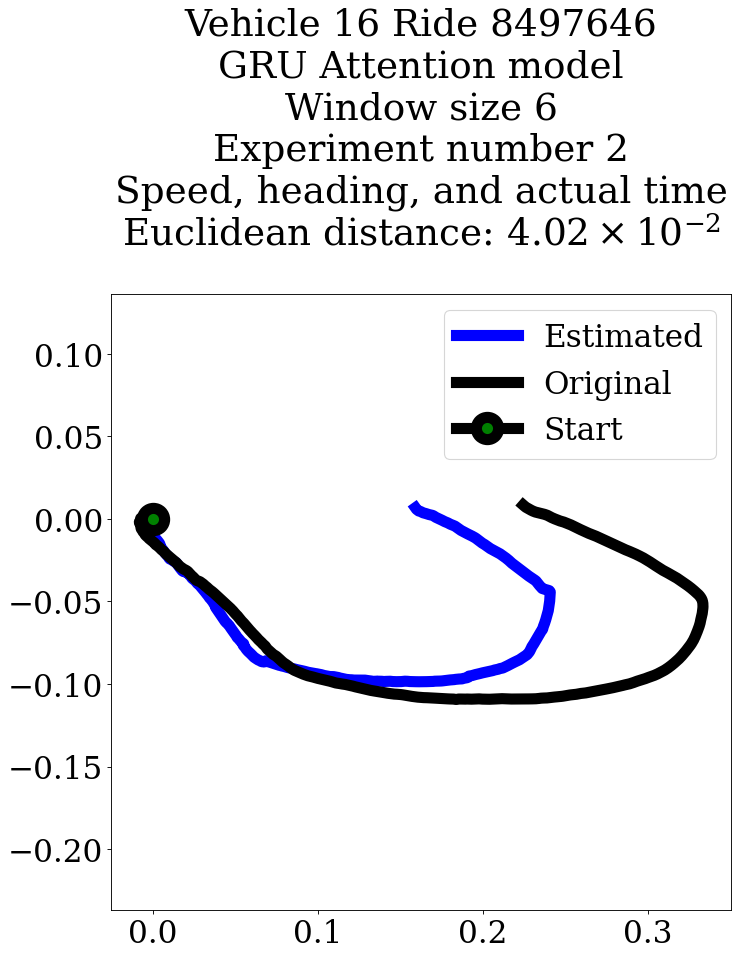 Vehicle 16 Ride 8497646
GRU Attention model
Window size 6
Experiment number 2
Speed, heading, and actual time
Euclidean distance: 4.02 × 10⁻²
Estimated
Original
Start
0.10
0.05
0.00
−0.05
−0.10
−0.15
−0.20
0.0 0.1 0.2 0.3